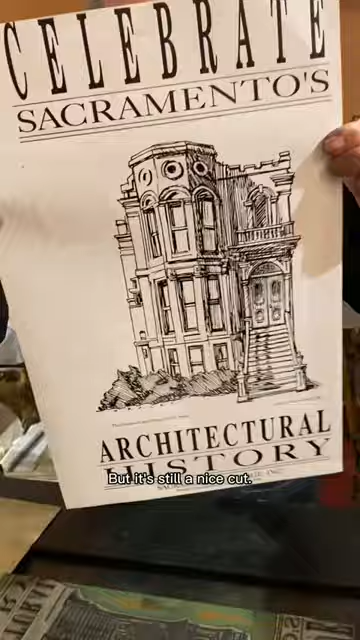 CELEBRATE
SACRAMENTO'S
ARCHITECTURAL
HISTORY
But it's still a nice cut.